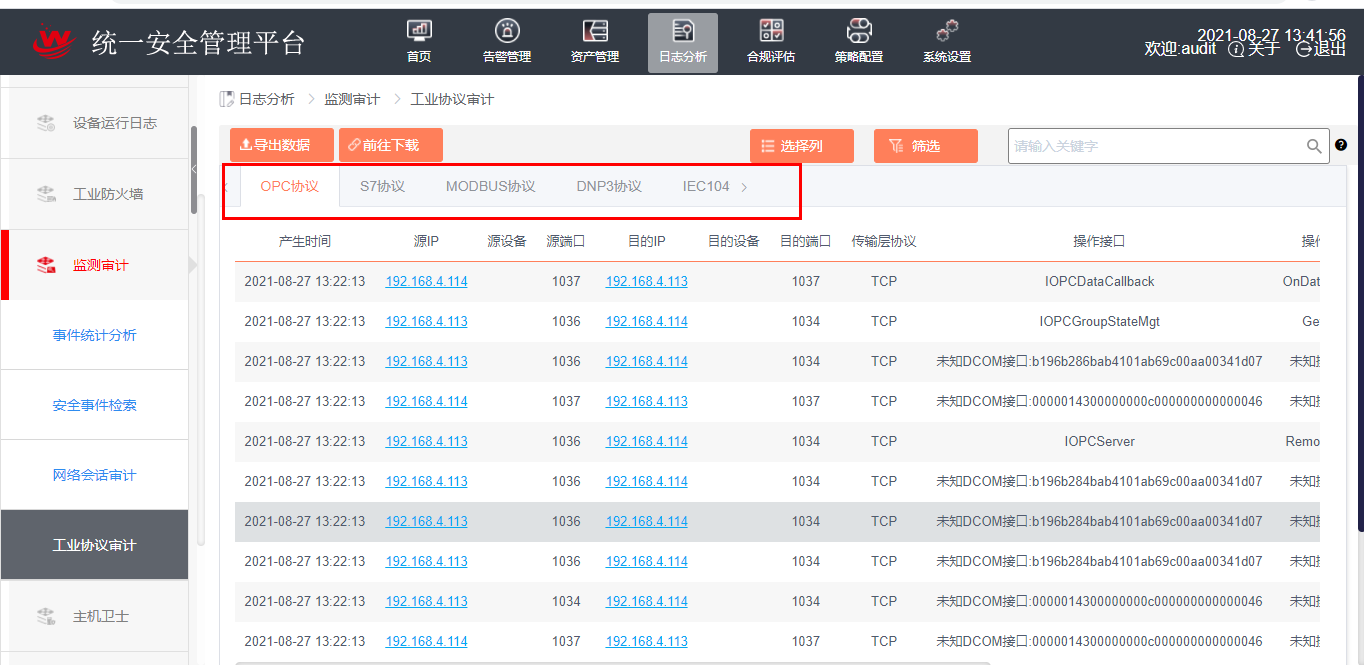 统一安全管理平台
首页
告警管理
资产管理
日志分析
合规评估
策略配置
系统设置
2021-08-27 13:41:56
欢迎:audit 关于 退出
设备运行日志
工业防火墙
监测审计
事件统计分析
安全事件检索
网络会话审计
工业协议审计
主机卫士
日志分析 > 监测审计 > 工业协议审计
导出数据 前往下载 选择列 筛选 请输入关键字
OPC协议 S7协议 MODBUS协议 DNP3协议 IEC104
产生时间 源IP 源设备 源端口 目的IP 目的设备 目的端口 传输层协议 操作接口 操作
2021-08-27 13:22:13 192.168.4.114 1037 192.168.4.113 1037 TCP IOPCDataCallback OnDat
2021-08-27 13:22:13 192.168.4.113 1036 192.168.4.114 1034 TCP IOPCGroupStateMgt Ge
2021-08-27 13:22:13 192.168.4.113 1036 192.168.4.114 1034 TCP 未知DCOM接口:b196b286bab4101ab69c00aa00341d07 未知接
2021-08-27 13:22:13 192.168.4.114 1037 192.168.4.113 1037 TCP 未知DCOM接口:0000014300000000c000000000000046 未知接
2021-08-27 13:22:13 192.168.4.113 1036 192.168.4.114 1034 TCP IOPCServer Remo
2021-08-27 13:22:13 192.168.4.113 1036 192.168.4.114 1034 TCP 未知DCOM接口:b196b284bab4101ab69c00aa00341d07 未知接
2021-08-27 13:22:13 192.168.4.113 1036 192.168.4.114 1034 TCP 未知DCOM接口:b196b284bab4101ab69c00aa00341d07 未知接
2021-08-27 13:22:13 192.168.4.113 1036 192.168.4.114 1034 TCP 未知DCOM接口:b196b284bab4101ab69c00aa00341d07 未知接
2021-08-27 13:22:13 192.168.4.113 1034 192.168.4.114 1034 TCP 未知DCOM接口:0000014300000000c000000000000046 未知接
2021-08-27 13:22:13 192.168.4.114 1037 192.168.4.113 1037 TCP 未知DCOM接口:0000014300000000c000000000000046 未知接